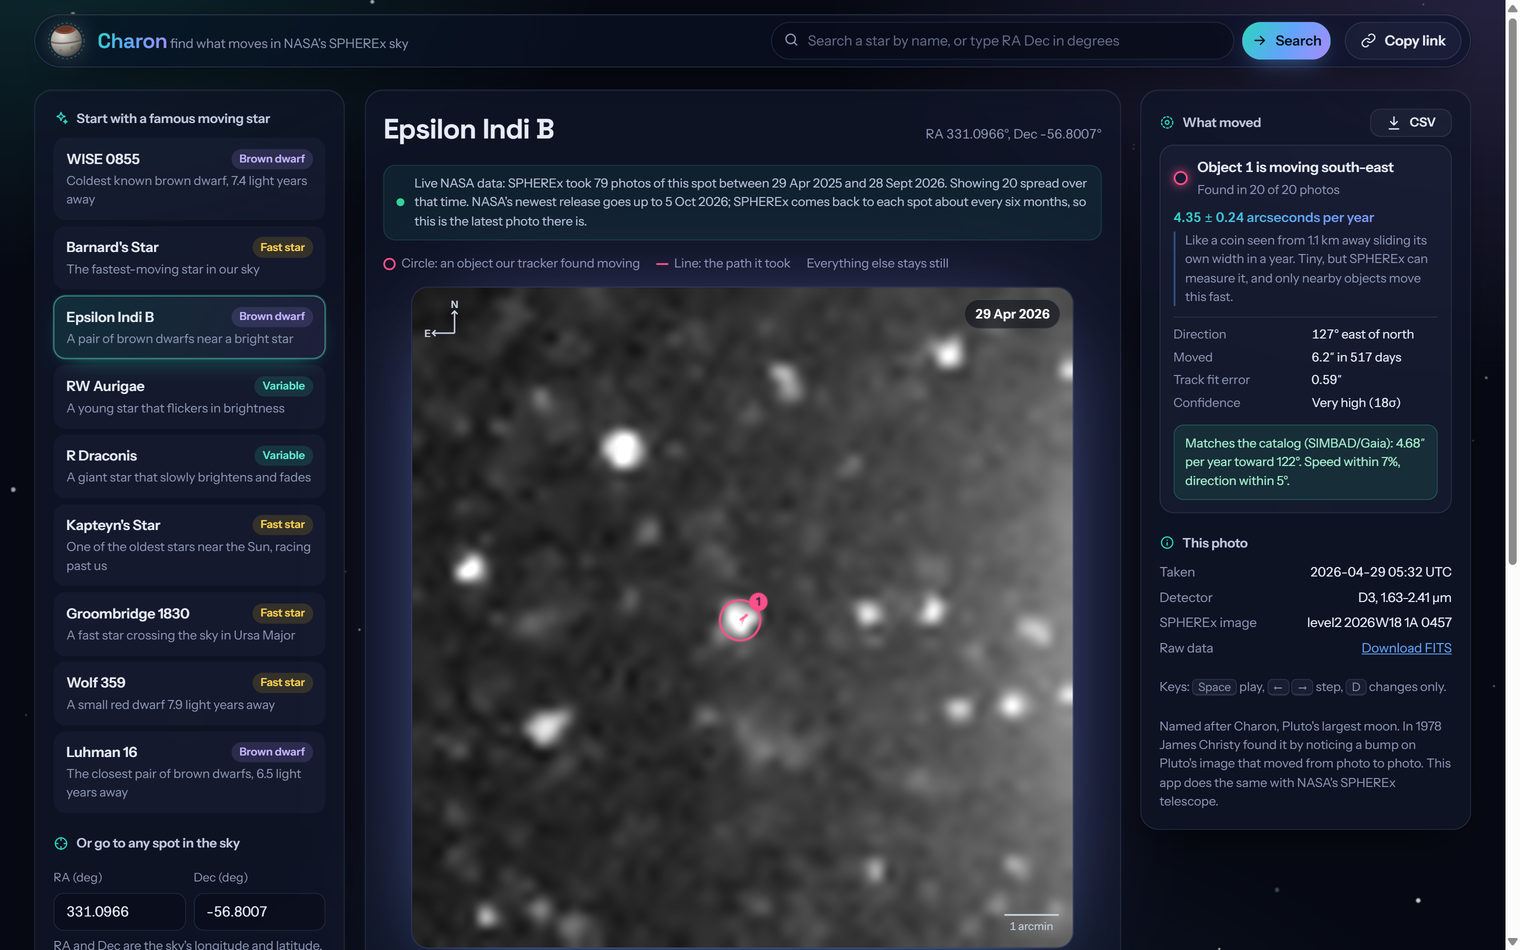 Charon find what moves in NASA's SPHEREx sky
Search a star by name, or type RA Dec in degrees
Search
Copy link
Start with a famous moving star
WISE 0855
Brown dwarf
Coldest known brown dwarf, 7.4 light years
away
Barnard's Star
Fast star
The fastest-moving star in our sky
Epsilon Indi B
Brown dwarf
A pair of brown dwarfs near a bright star
RW Aurigae
Variable
A young star that flickers in brightness
R Draconis
Variable
A giant star that slowly brightens and fades
Kapteyn's Star
Fast star
One of the oldest stars near the Sun, racing
past us
Groombridge 1830
Fast star
A fast star crossing the sky in Ursa Major
Wolf 359
Fast star
A small red dwarf 7.9 light years away
Luhman 16
Brown dwarf
The closest pair of brown dwarfs, 6.5 light
years away
Or go to any spot in the sky
RA (deg)
Dec (deg)
331.0966
-56.8007
RA and Dec are the sky's longitude and latitude.
Epsilon Indi B
RA 331.0966°, Dec -56.8007°
Live NASA data: SPHEREx took 79 photos of this spot between 29 Apr 2025 and 28 Sept 2026. Showing 20 spread over
that time. NASA's newest release goes up to 5 Oct 2026; SPHEREx comes back to each spot about every six months, so
this is the latest photo there is.
Circle: an object our tracker found moving
Line: the path it took
Everything else stays still
N
E
29 Apr 2026
1
1 arcmin
What moved
CSV
Object 1 is moving south-east
Found in 20 of 20 photos
4.35 ± 0.24 arcseconds per year
Like a coin seen from 1.1 km away sliding its
own width in a year. Tiny, but SPHEREx can
measure it, and only nearby objects move
this fast.
Direction
127° east of north
Moved
6.2″ in 517 days
Track fit error
0.59″
Confidence
Very high (18σ)
Matches the catalog (SIMBAD/Gaia): 4.68″
per year toward 122°. Speed within 7%,
direction within 5°.
This photo
Taken
2026-04-29 05:32 UTC
Detector
D3, 1.63-2.41 µm
SPHEREx image
level2 2026W18 1A 0457
Raw data
Download FITS
Keys: Space play, ← → step, D changes only.
Named after Charon, Pluto's largest moon. In 1978
James Christy found it by noticing a bump on
Pluto's image that moved from photo to photo. This
app does the same with NASA's SPHEREx
telescope.